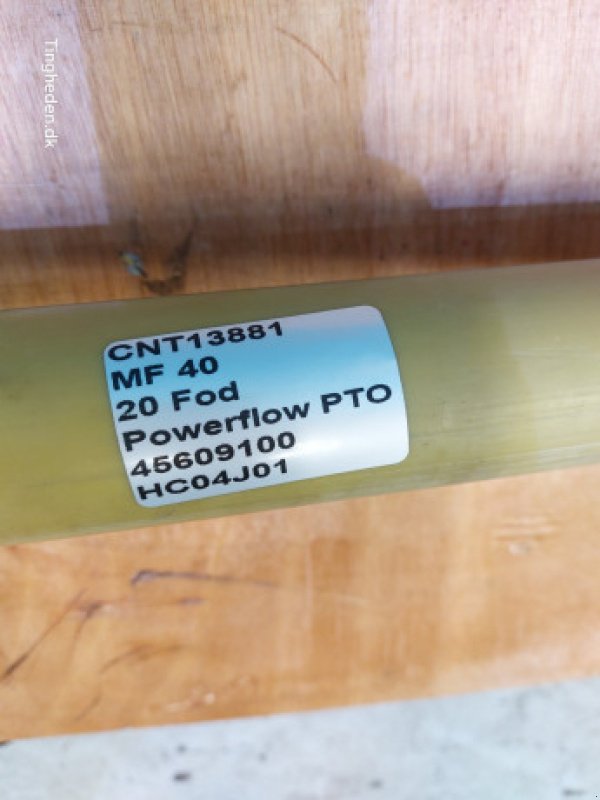 Tingheden.dk
CNT13881
MF 40
20 Fod
Powerflow PTO
45609100
HC04J01